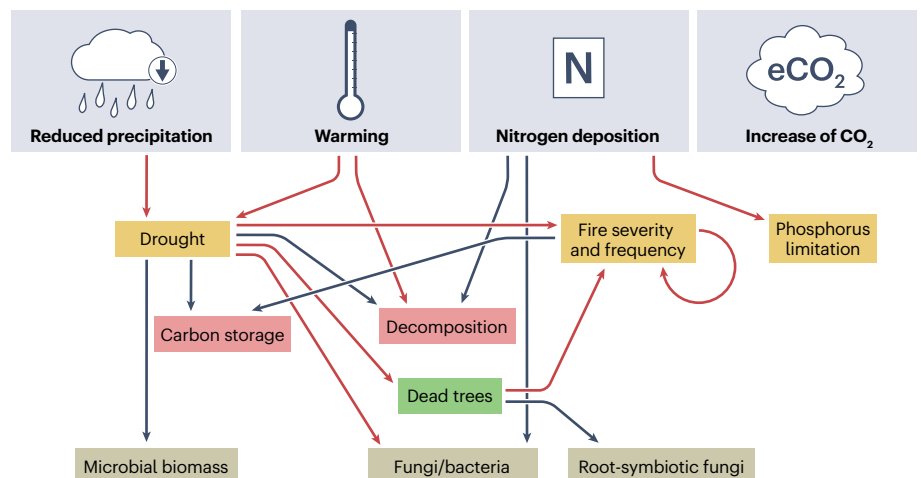 N
eCO₂
Reduced precipitation
Warming
Nitrogen deposition
Increase of CO₂
Drought
Fire severity
and frequency
Phosphorus
limitation
Carbon storage
Decomposition
Dead trees
Microbial biomass
Fungi/bacteria
Root-symbiotic fungi